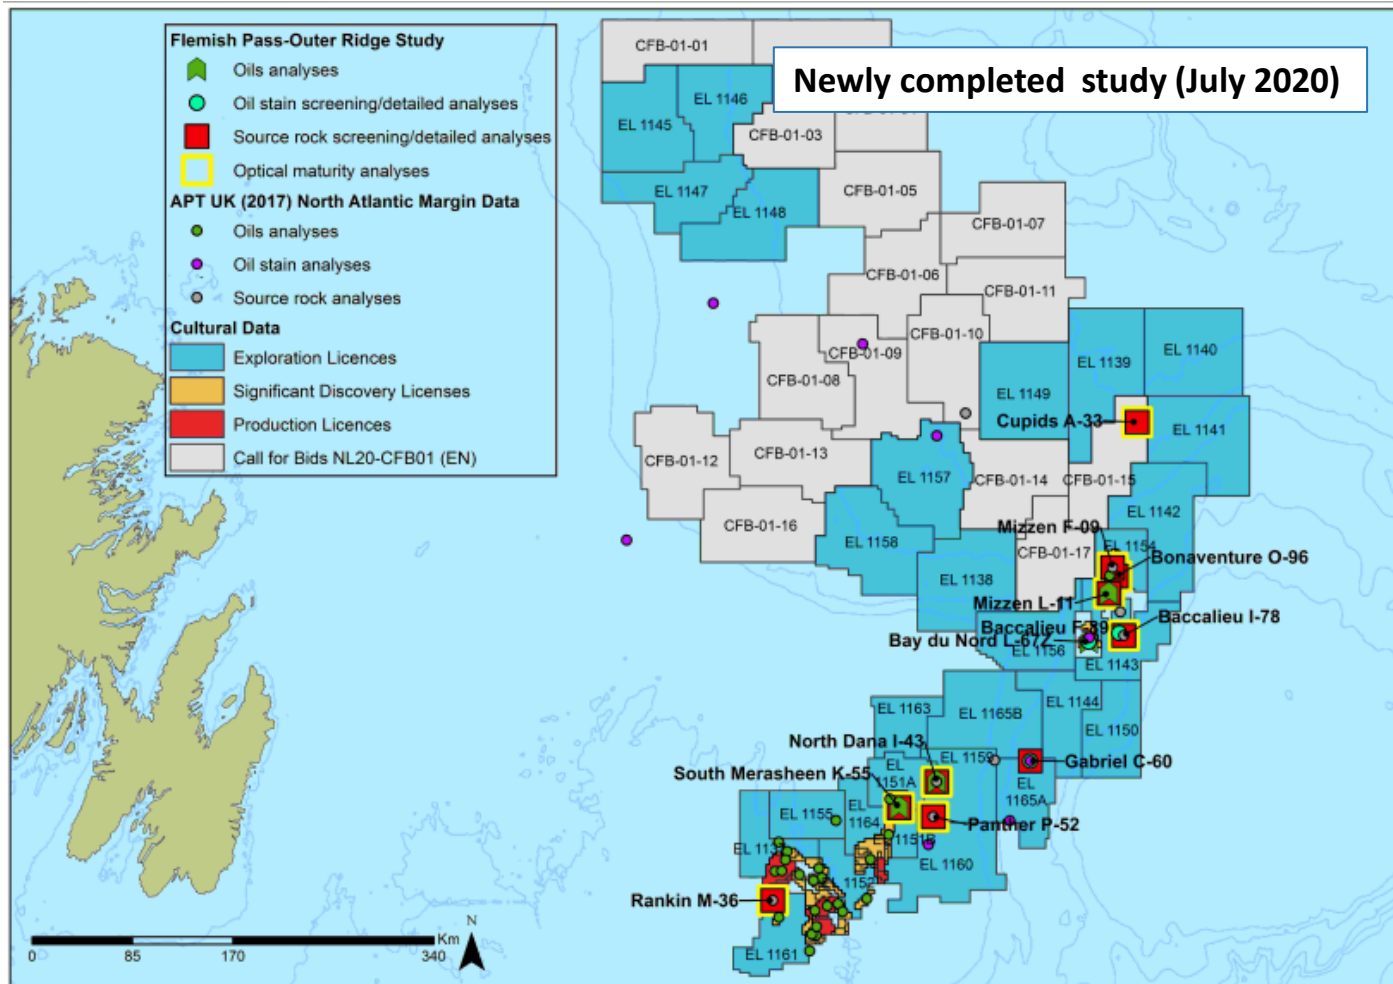 Newly completed study (July 2020)
Flemish Pass-Outer Ridge Study
Oils analyses
Oil stain screening/detailed analyses
Source rock screening/detailed analyses
Optical maturity analyses
APT UK (2017) North Atlantic Margin Data
Oils analyses
Oil stain analyses
Source rock analyses
Cultural Data
Exploration Licences
Significant Discovery Licenses
Production Licences
Call for Bids NL20-CFB01 (EN)
CFB-01-01
EL 1146
EL 1145
CFB-01-03
EL 1147
CFB-01-05
EL 1148
CFB-01-07
CFB-01-06
CFB-01-11
CFB-01-10
CFB-01-09
EL 1139
EL 1140
CFB-01-08
EL 1149
Cupids A-33
EL 1141
CFB-01-13
CFB-01-12
EL 1157
CFB-01-14
CFB-01-15
CFB-01-16
EL 1142
Mizzen F-09
EL 1158
EL 1154
CFB-01-17
Bonaventure O-96
EL 1138
Mizzen L-11
Baccalieu I-78
Baccalieu F-89
Bay du Nord L-67Z
EL 1156
EL 1143
EL 1163
EL 1165B
EL 1144
EL 1150
North Dana I-43
EL 1159
Gabriel C-60
South Merasheen K-55
EL
1151A
EL
1165A
EL 1155
EL
1164
Panther P-52
1151B
EL 1160
1152
Rankin M-36
EL 1161
N
Km
0
85
170
340